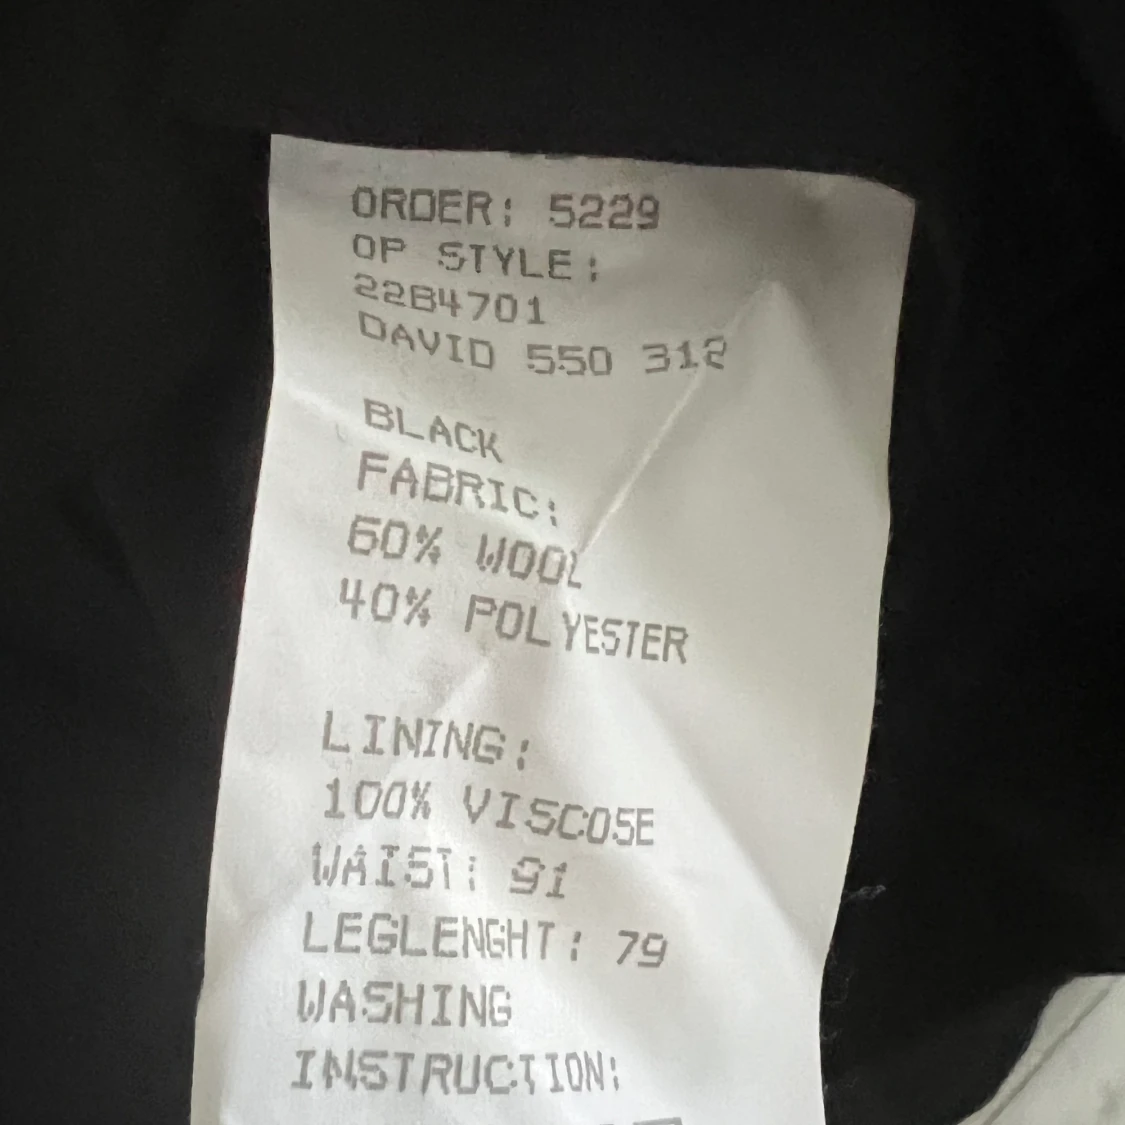 ORDER: 5229
OP STYLE:
22B4701
DAVID 550 312
BLACK
FABRIC:
60% WOOL
40% POLYESTER
LINING:
100% VISCOSE
WAIST: 91
LEGLENGHT: 79
WASHING
INSTRUCTION: